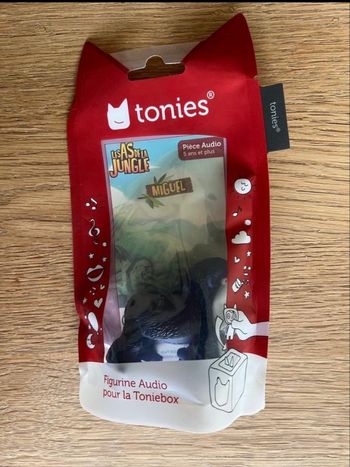 tonies®
tonies®
LES AS DE LA
JUNGLE
Pièce Audio
5 ans et plus
MIGUEL
Figurine Audio
pour la Toniebox